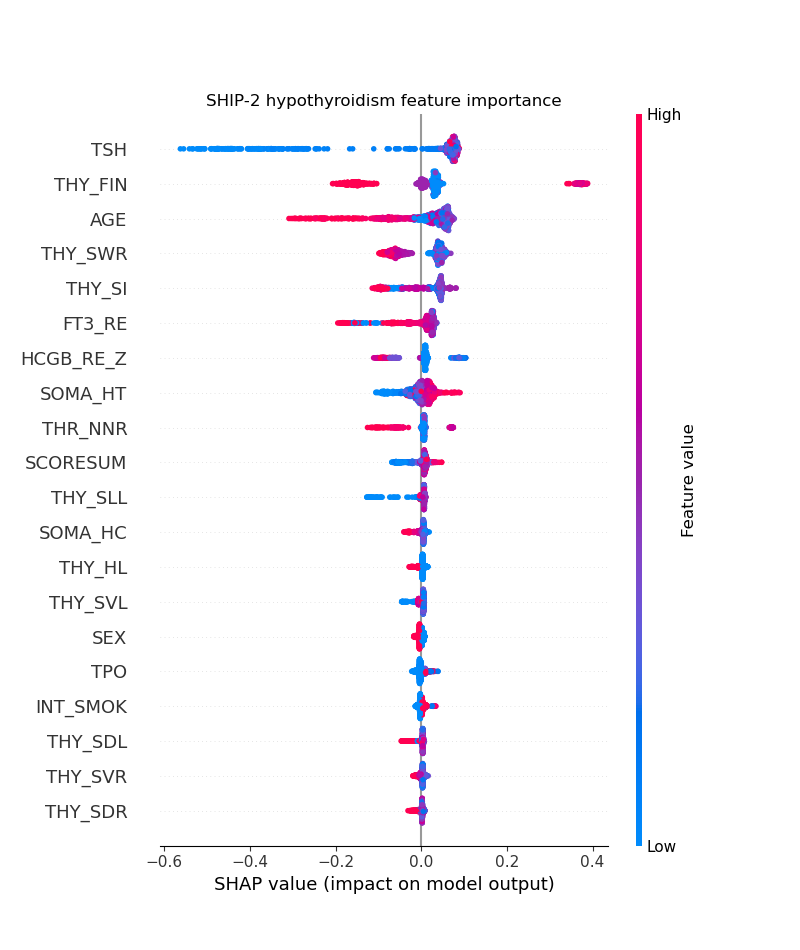 SHIP-2 hypothyroidism feature importance
High
TSH
THY_FIN
AGE
THY_SWR
THY_SI
FT3_RE
HCGB_RE_Z
SOMA_HT
THR_NNR
SCORESUM
THY_SLL
SOMA_HC
THY_HL
THY_SVL
SEX
TPO
INT_SMOK
THY_SDL
THY_SVR
THY_SDR
Feature value
Low
−0.6 −0.4 −0.2 0.0 0.2 0.4
SHAP value (impact on model output)